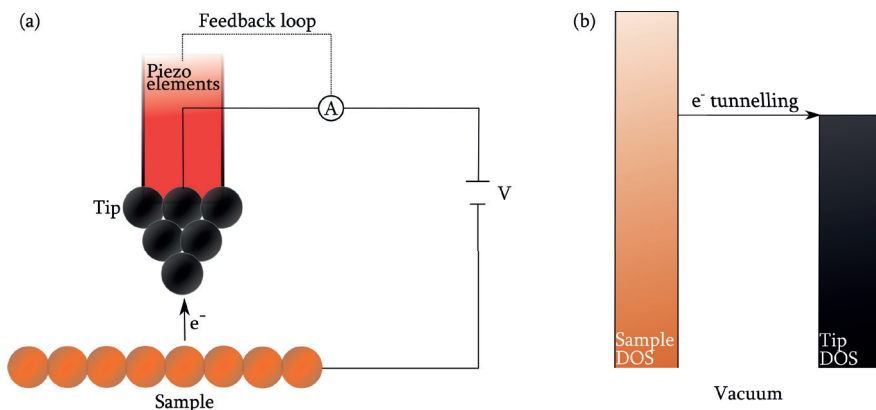 (a)
Feedback loop
Piezo
elements
A
V
Tip
e⁻
Sample
(b)
e⁻ tunnelling
Sample
DOS
Tip
DOS
Vacuum